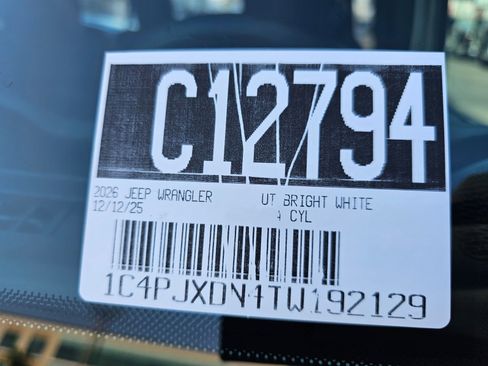 C12794
2026 JEEP WRANGLER UT BRIGHT WHITE
12/12/25 4 CYL
1C4PJXDN4TW192129